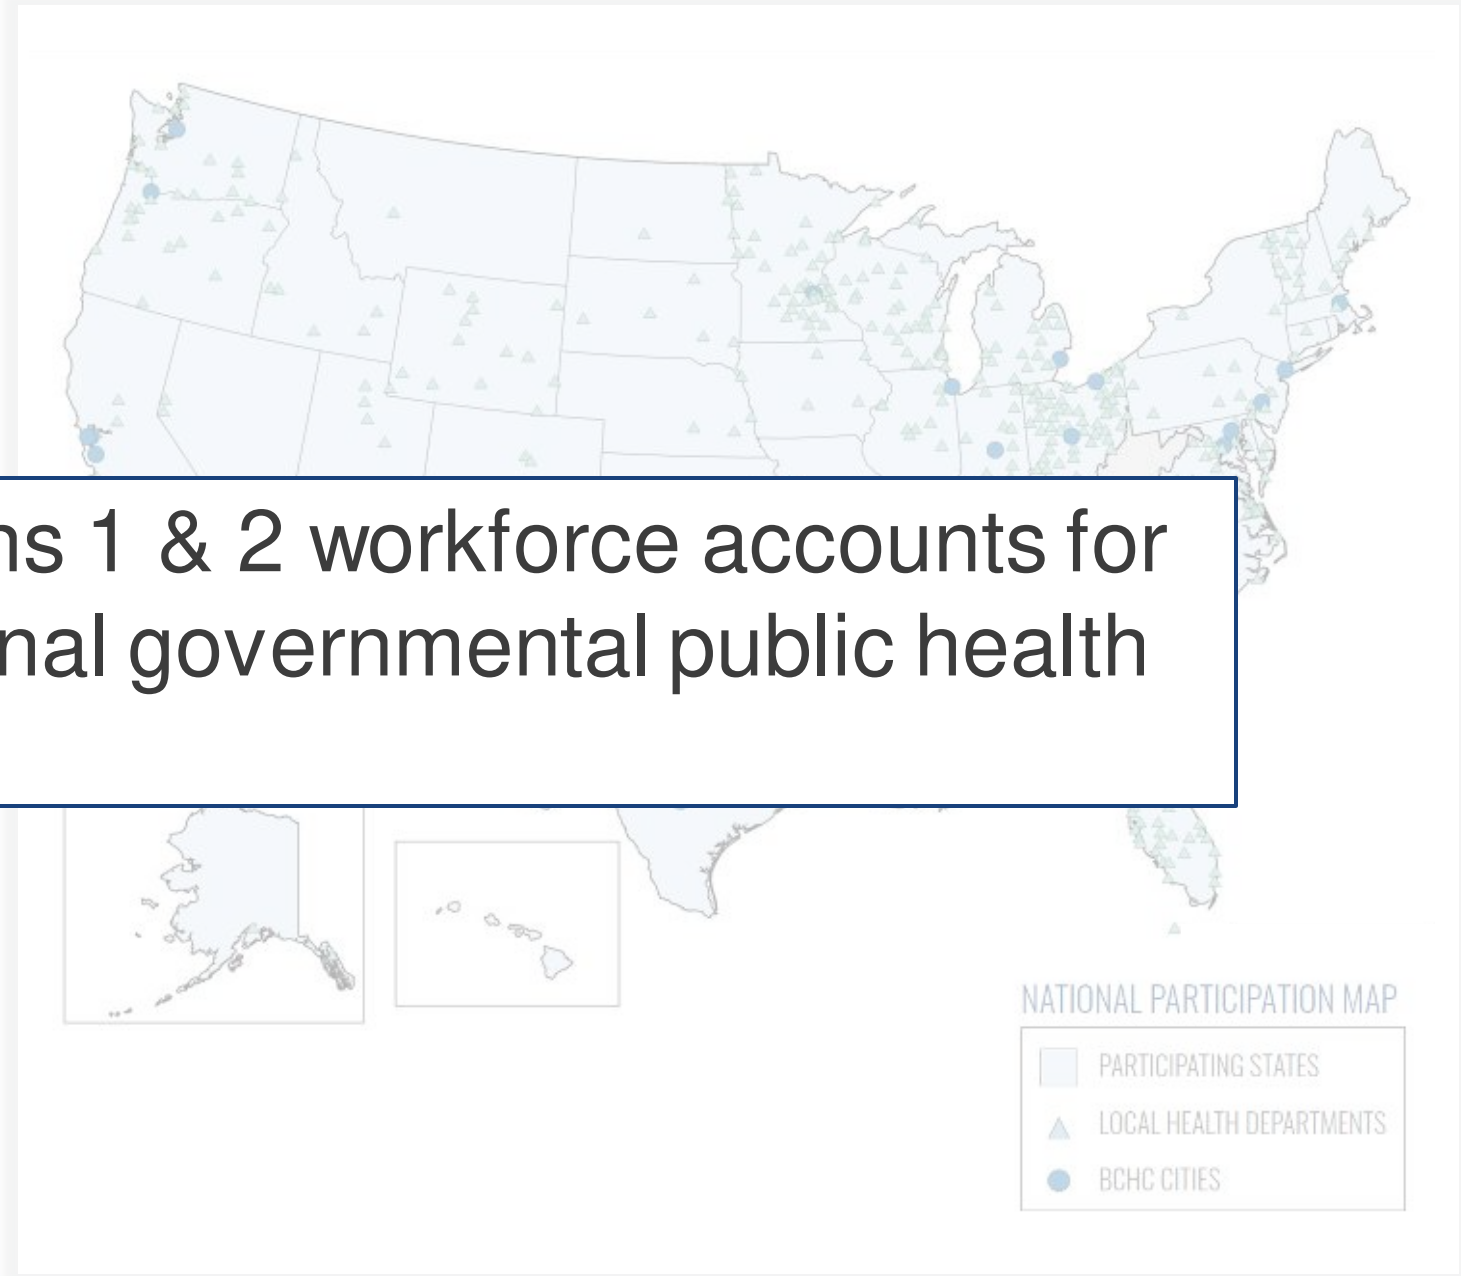 ns 1 & 2 workforce accounts for
nal governmental public health
NATIONAL PARTICIPATION MAP
PARTICIPATING STATES
LOCAL HEALTH DEPARTMENTS
BCHC CITIES